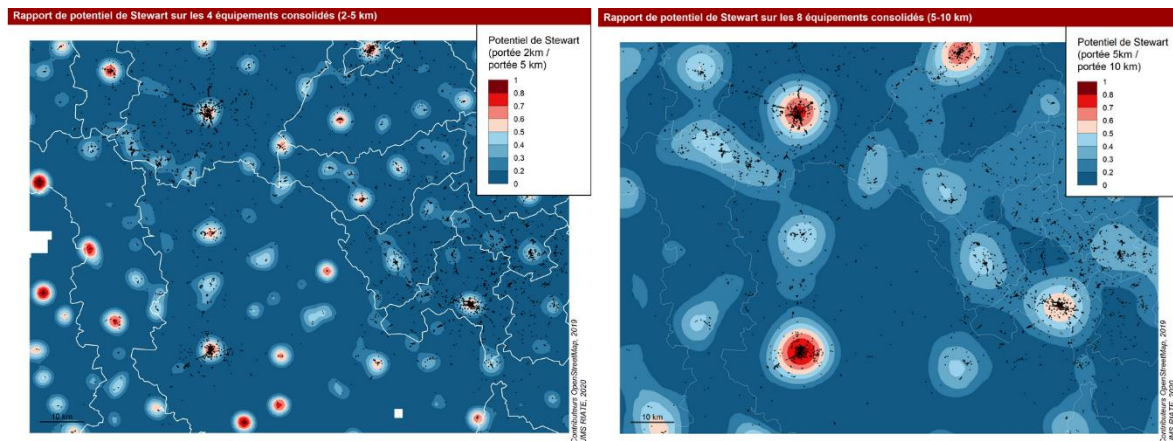 Rapport de potentiel de Stewart sur les 4 équipements consolidés (2-5 km)
Potentiel de Stewart
(portée 2km /
portée 5 km)
1
0.8
0.7
0.6
0.5
0.4
0.3
0.2
0
10 km
Contributeurs OpenStreetMap, 2019
UMS RIATE, 2020
Rapport de potentiel de Stewart sur les 8 équipements consolidés (5-10 km)
Potentiel de Stewart
(portée 5km /
portée 10 km)
1
0.8
0.7
0.6
0.5
0.4
0.3
0.2
0
10 km
Contributeurs OpenStreetMap, 2019
UMS RIATE, 2020